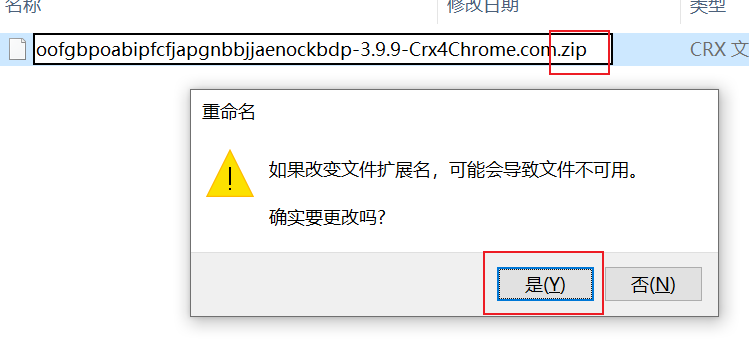 名称 修改日期 类型
oofgbpoabipfcfjapgnbbjjaenockbdp-3.9.9-Crx4Chrome.com.zip CRX 文
重命名
如果改变文件扩展名，可能会导致文件不可用。
确实要更改吗？
是(Y) 否(N)